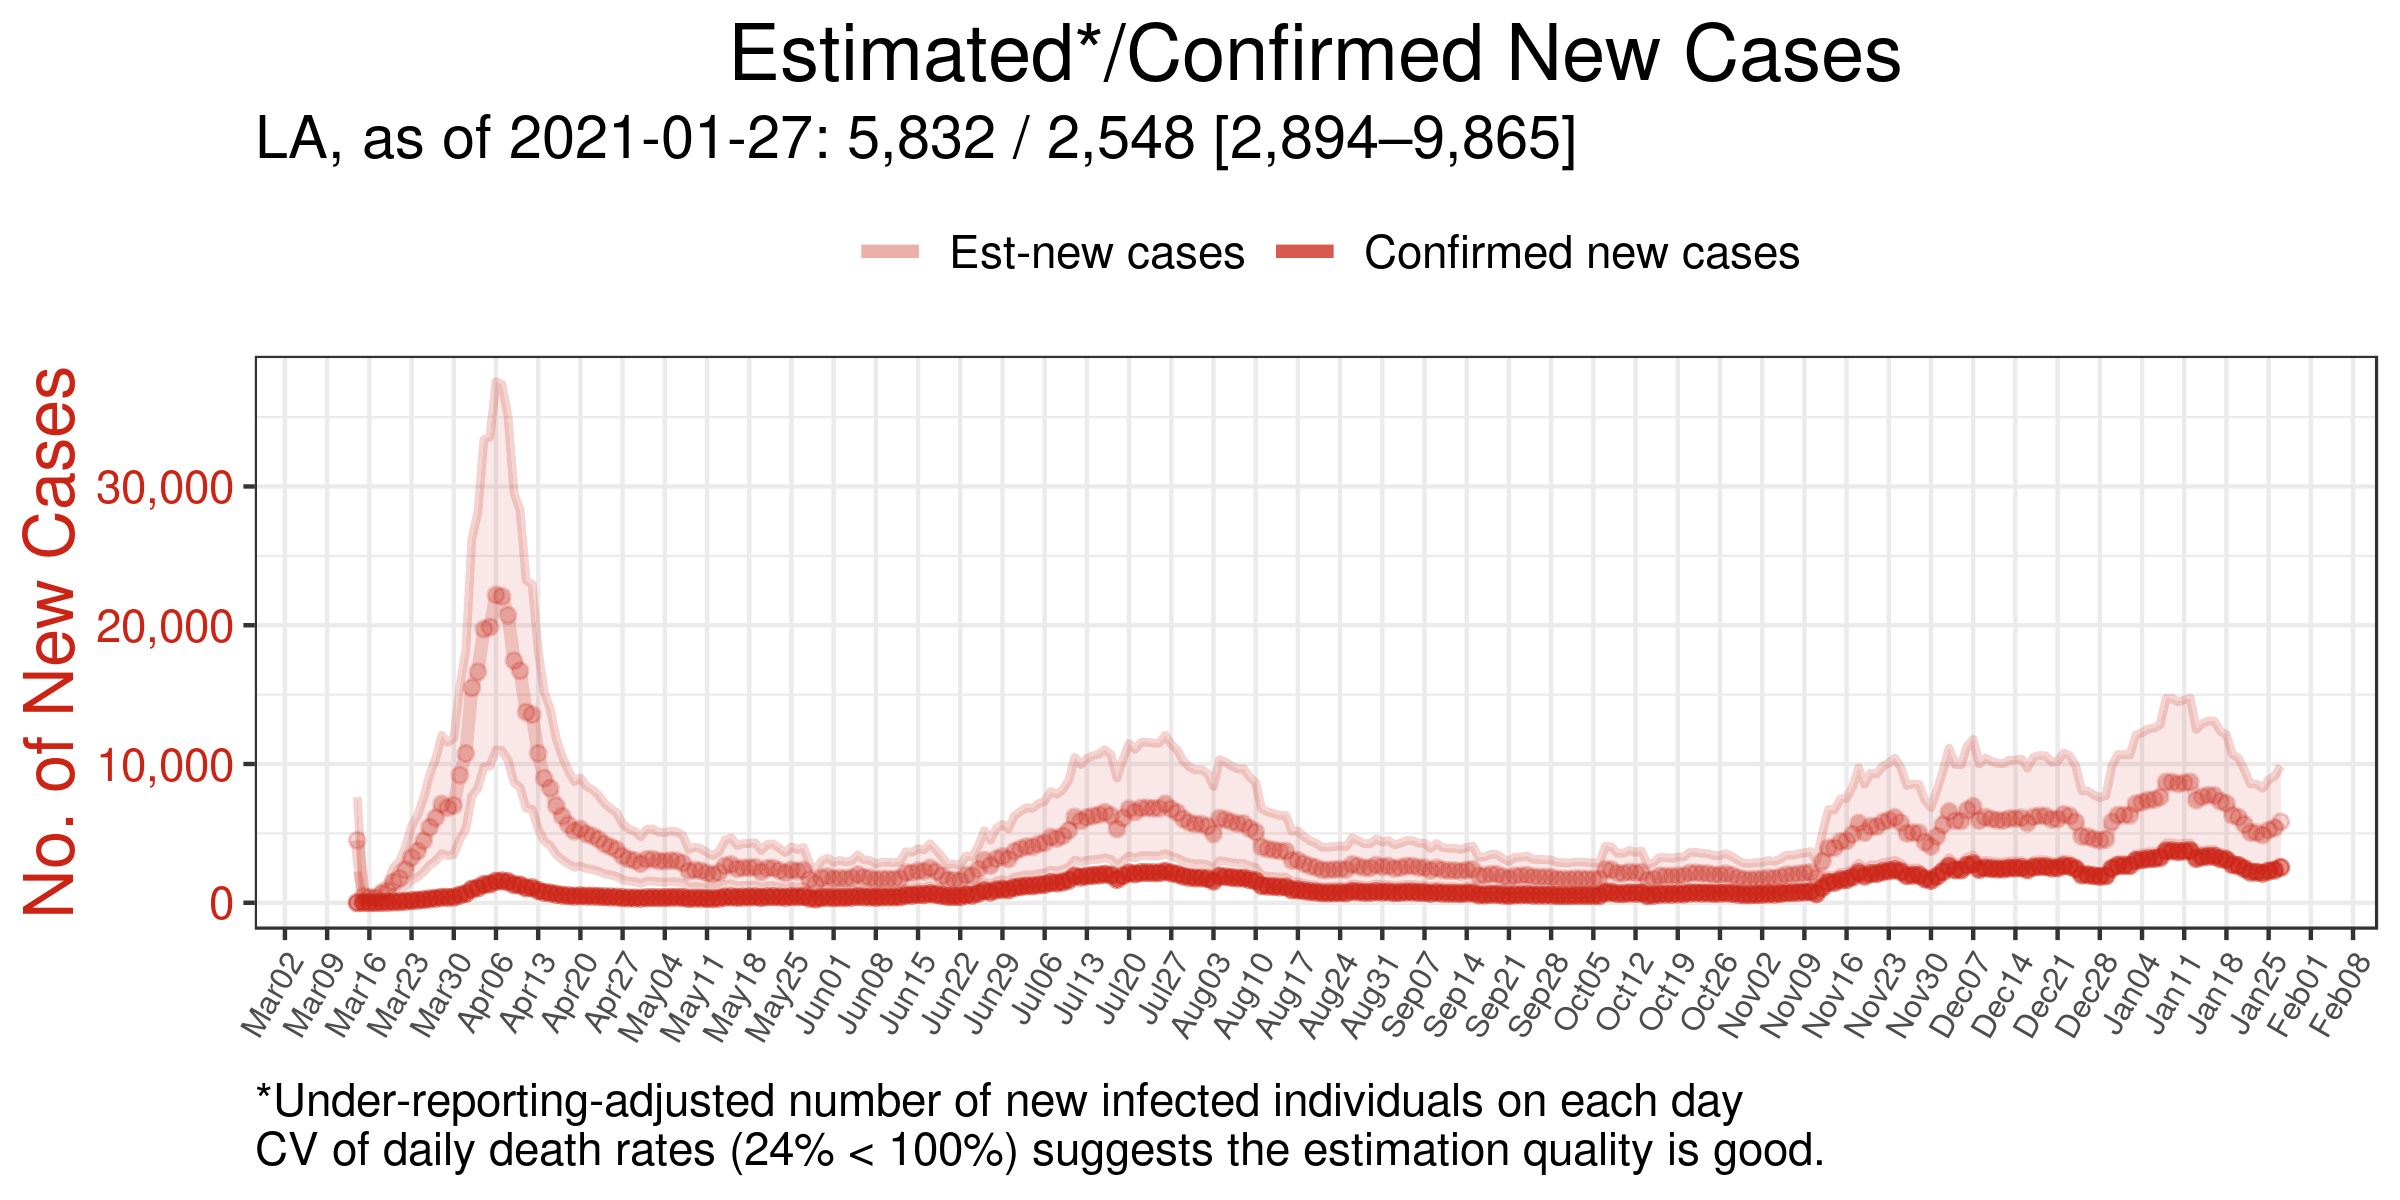 Estimated*/Confirmed New Cases
LA, as of 2021-01-27: 5,832 / 2,548 [2,894–9,865]
Est-new cases
Confirmed new cases
No. of New Cases
30,000
20,000
10,000
0
Mar02
Mar09
Mar16
Mar23
Mar30
Apr06
Apr13
Apr20
Apr27
May04
May11
May18
May25
Jun01
Jun08
Jun15
Jun22
Jun29
Jul06
Jul13
Jul20
Jul27
Aug03
Aug10
Aug17
Aug24
Aug31
Sep07
Sep14
Sep21
Sep28
Oct05
Oct12
Oct19
Oct26
Nov02
Nov09
Nov16
Nov23
Nov30
Dec07
Dec14
Dec21
Dec28
Jan04
Jan11
Jan18
Jan25
Feb01
Feb08
*Under-reporting-adjusted number of new infected individuals on each day
CV of daily death rates (24% < 100%) suggests the estimation quality is good.